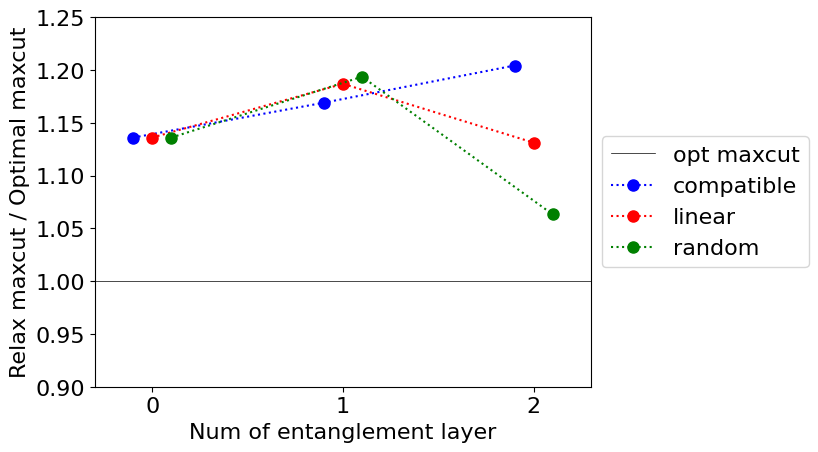 Relax maxcut / Optimal maxcut
1.25
1.20
1.15
1.10
1.05
1.00
0.95
0.90
0
1
2
Num of entanglement layer
opt maxcut
compatible
linear
random